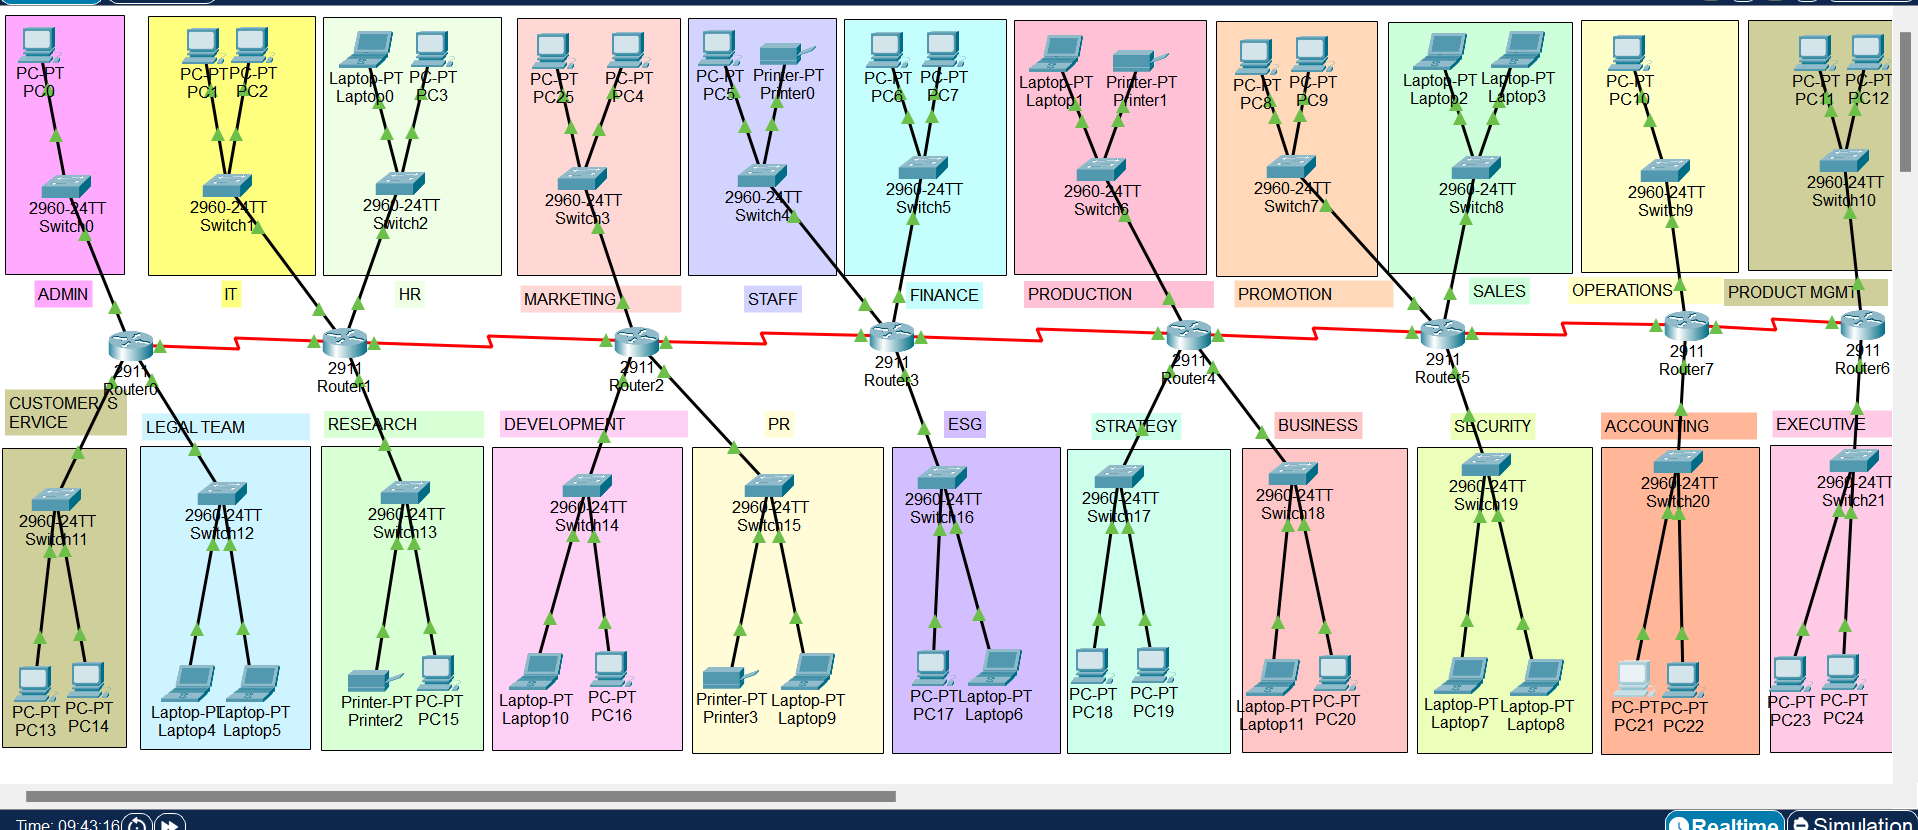 PC-PT
PC0
2960-24TT
Switch0
ADMIN
PC-PT
PC1
PC-PT
PC2
2960-24TT
Switch1
IT
Laptop-PT
Laptop0
PC-PT
PC3
2960-24TT
Switch2
HR
PC-PT
PC25
PC-PT
PC4
2960-24TT
Switch3
MARKETING
PC-PT
PC5
Printer-PT
Printer0
2960-24TT
Switch4
STAFF
PC-PT
PC6
PC-PT
PC7
2960-24TT
Switch5
FINANCE
Laptop-PT
Laptop1
Printer-PT
Printer1
2960-24TT
Switch6
PRODUCTION
PC-PT
PC8
PC-PT
PC9
2960-24TT
Switch7
PROMOTION
Laptop-PT
Laptop2
Laptop-PT
Laptop3
2960-24TT
Switch8
SALES
PC-PT
PC10
2960-24TT
Switch9
OPERATIONS
PC-PT
PC11
PC-PT
PC12
2960-24TT
Switch10
PRODUCT MGMT
2911
Router0
2911
Router1
2911
Router2
2911
Router3
2911
Router4
2911
Router5
2911
Router7
2911
Router6
CUSTOMER S
ERVICE
2960-24TT
Switch11
PC-PT
PC13
PC-PT
PC14
LEGAL TEAM
2960-24TT
Switch12
Laptop-PT
Laptop4
Laptop-PT
Laptop5
RESEARCH
2960-24TT
Switch13
Printer-PT
Printer2
PC-PT
PC15
DEVELOPMENT
2960-24TT
Switch14
Laptop-PT
Laptop10
PC-PT
PC16
PR
2960-24TT
Switch15
Printer-PT
Printer3
Laptop-PT
Laptop9
ESG
2960-24TT
Switch16
PC-PT
PC17
Laptop-PT
Laptop6
STRATEGY
2960-24TT
Switch17
PC-PT
PC18
PC-PT
PC19
BUSINESS
2960-24TT
Switch18
Laptop-PT
Laptop11
PC-PT
PC20
SECURITY
2960-24TT
Switch19
Laptop-PT
Laptop7
Laptop-PT
Laptop8
ACCOUNTING
2960-24TT
Switch20
PC-PT
PC21
PC-PT
PC22
EXECUTIVE
2960-24TT
Switch21
PC-PT
PC23
PC-PT
PC24
Time: 09:43:16
Realtime
Simulation